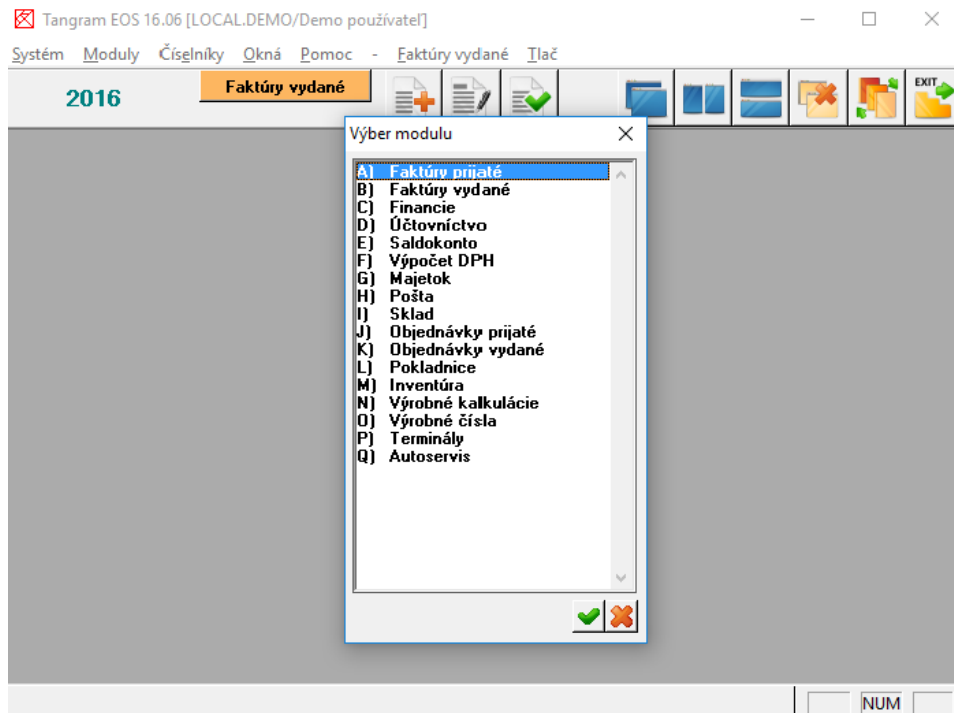 Tangram EOS 16.06 [LOCAL.DEMO/Demo používateľ]
Systém Moduly Číselníky Okná Pomoc - Faktúry vydané Tlač
2016
Faktúry vydané
EXIT
Výber modulu
A) Faktúry prijaté
B) Faktúry vydané
C) Financie
D) Účtovníctvo
E) Saldokonto
F) Výpočet DPH
G) Majetok
H) Pošta
I) Sklad
J) Objednávky prijaté
K) Objednávky vydané
L) Pokladnice
M) Inventúra
N) Výrobné kalkulácie
O) Výrobné čísla
P) Terminály
Q) Autoservis
NUM